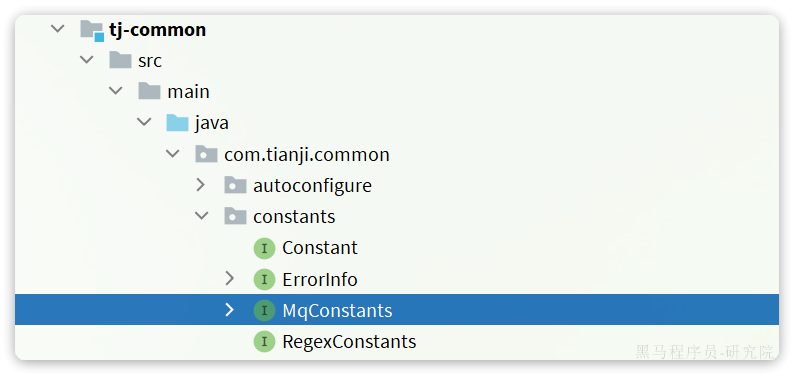 tj-common
src
main
java
com.tianji.common
autoconfigure
constants
I Constant
I ErrorInfo
I MqConstants
I RegexConstants
黑马程序员-研究院